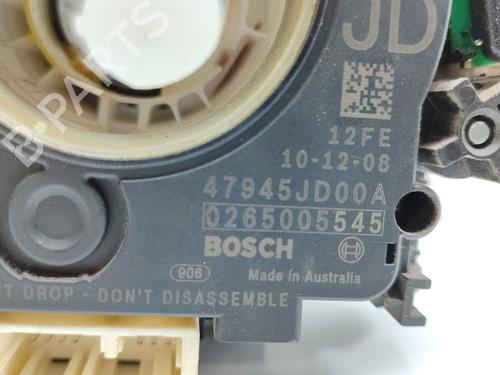 JD
12FE
10-12-08
47945JD00A
0265005545
BOSCH
906 Made in Australia
'T DROP - DON'T DISASSEMBLE
B-Parts